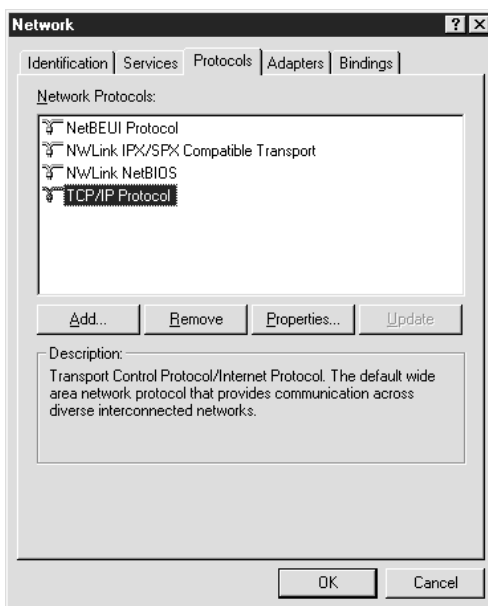 Network
Identification Services Protocols Adapters Bindings
Network Protocols:
NetBEUI Protocol
NWLink IPX/SPX Compatible Transport
NWLink NetBIOS
TCP/IP Protocol
Add... Remove Properties... Update
Description:
Transport Control Protocol/Internet Protocol. The default wide
area network protocol that provides communication across
diverse interconnected networks.
OK Cancel